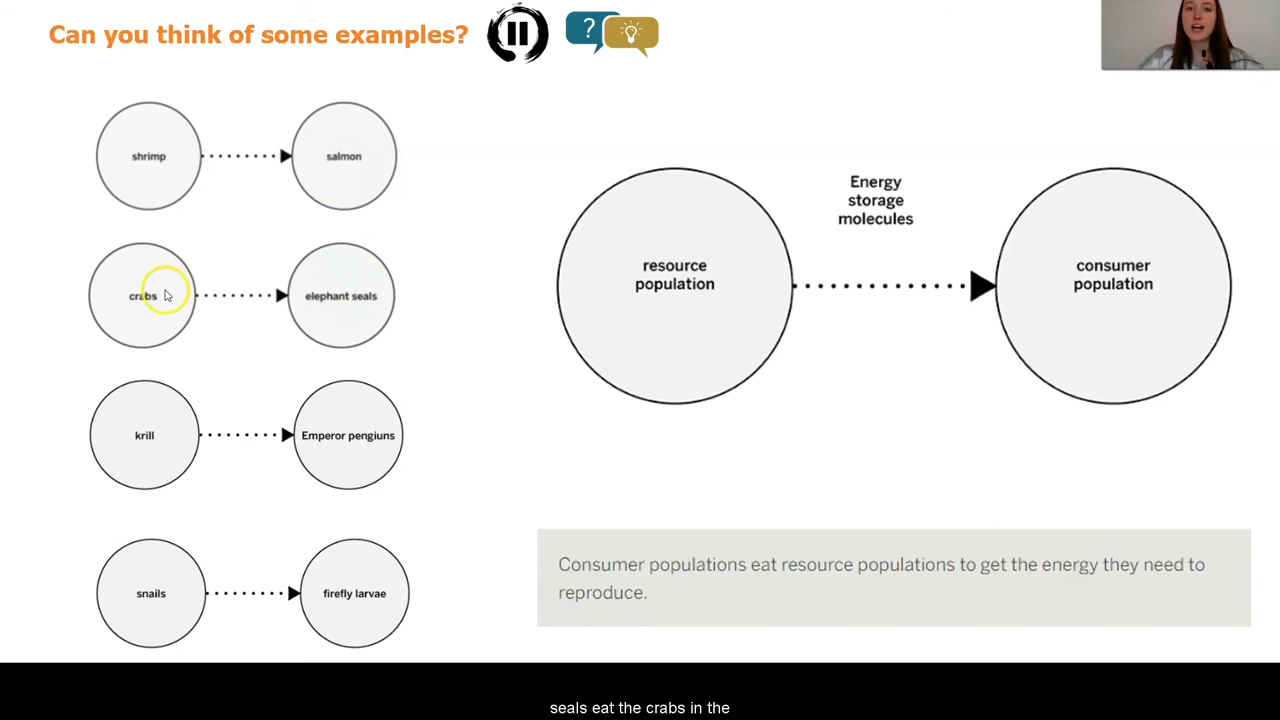 Can you think of some examples?
?
shrimp
salmon
crabs
elephant seals
krill
Emperor pengiuns
snails
firefly larvae
Energy
storage
molecules
resource
population
consumer
population
Consumer populations eat resource populations to get the energy they need to
reproduce.
seals eat the crabs in the